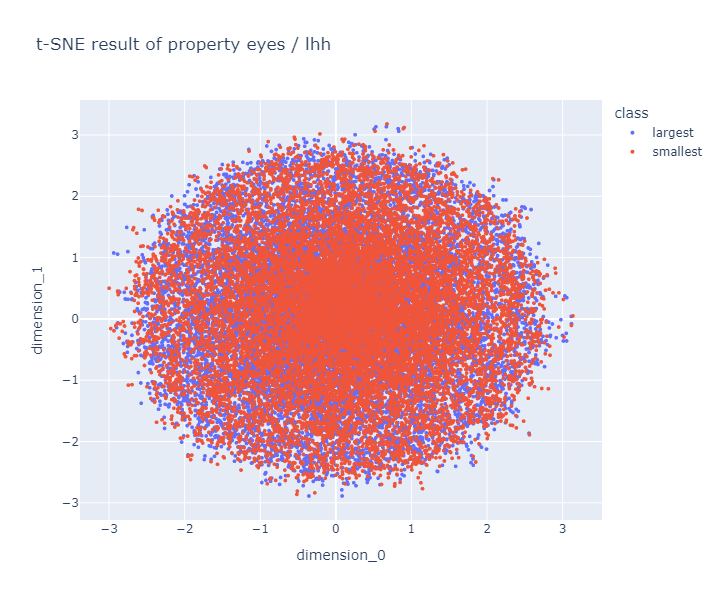 t-SNE result of property eyes / lhh
class
largest
smallest
3
2
1
0
−1
−2
−3
dimension_1
−3
−2
−1
0
1
2
3
dimension_0